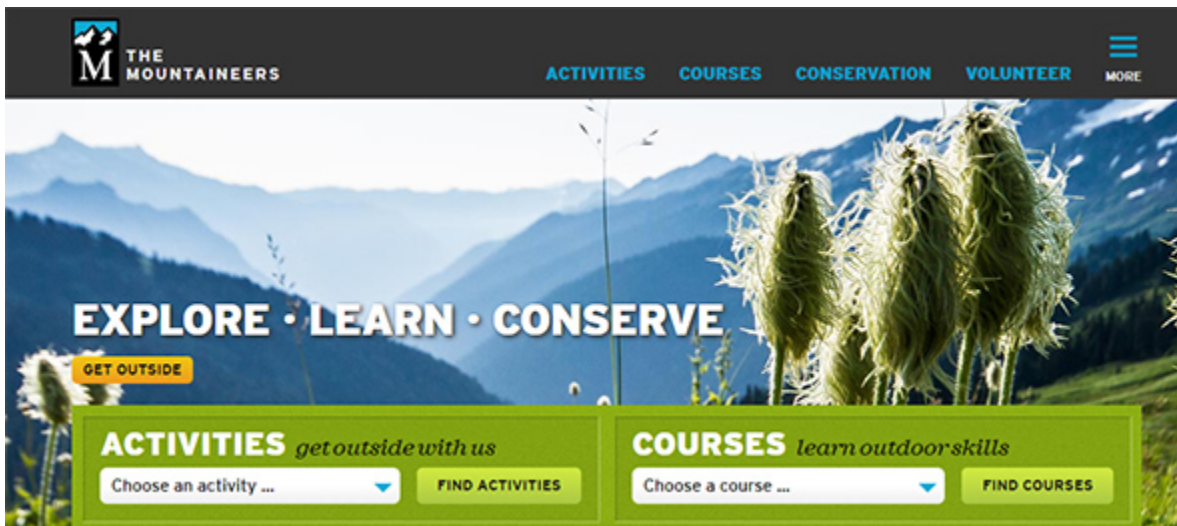 M THE
MOUNTAINEERS
ACTIVITIES COURSES CONSERVATION VOLUNTEER MORE
EXPLORE · LEARN · CONSERVE
GET OUTSIDE
ACTIVITIES get outside with us
Choose an activity ... FIND ACTIVITIES
COURSES learn outdoor skills
Choose a course ... FIND COURSES